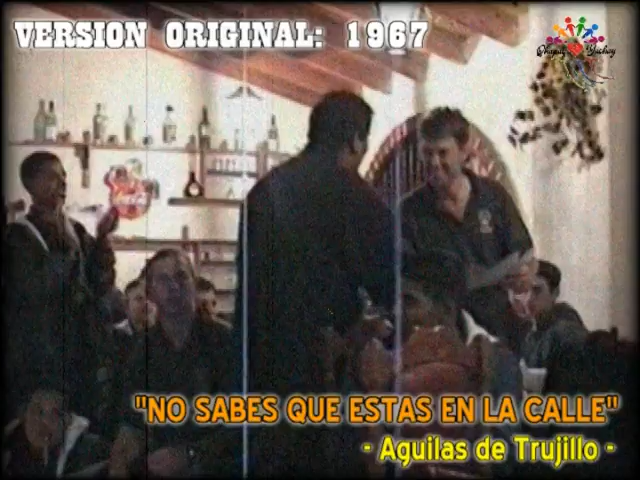 VERSION ORIGINAL: 1967
"NO SABES QUE ESTAS EN LA CALLE"
- Aguilas de Trujillo -